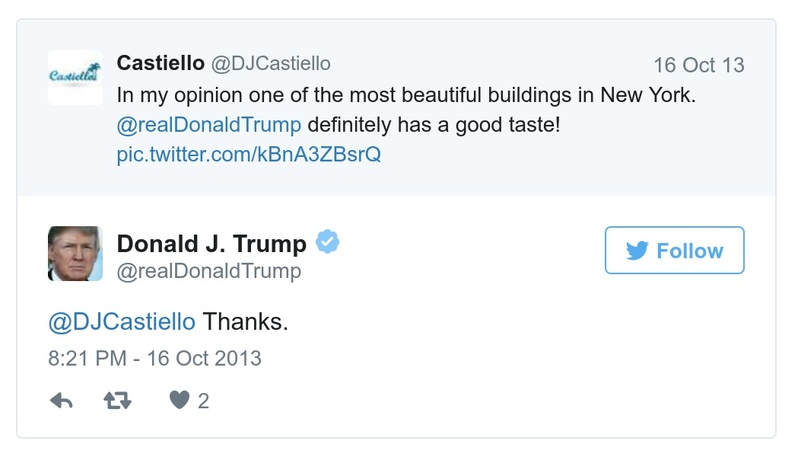 Castiello
Castiello @DJCastiello 16 Oct 13
In my opinion one of the most beautiful buildings in New York.
@realDonaldTrump definitely has a good taste!
pic.twitter.com/kBnA3ZBsrQ
Donald J. Trump
@realDonaldTrump
Follow
@DJCastiello Thanks.
8:21 PM - 16 Oct 2013
2